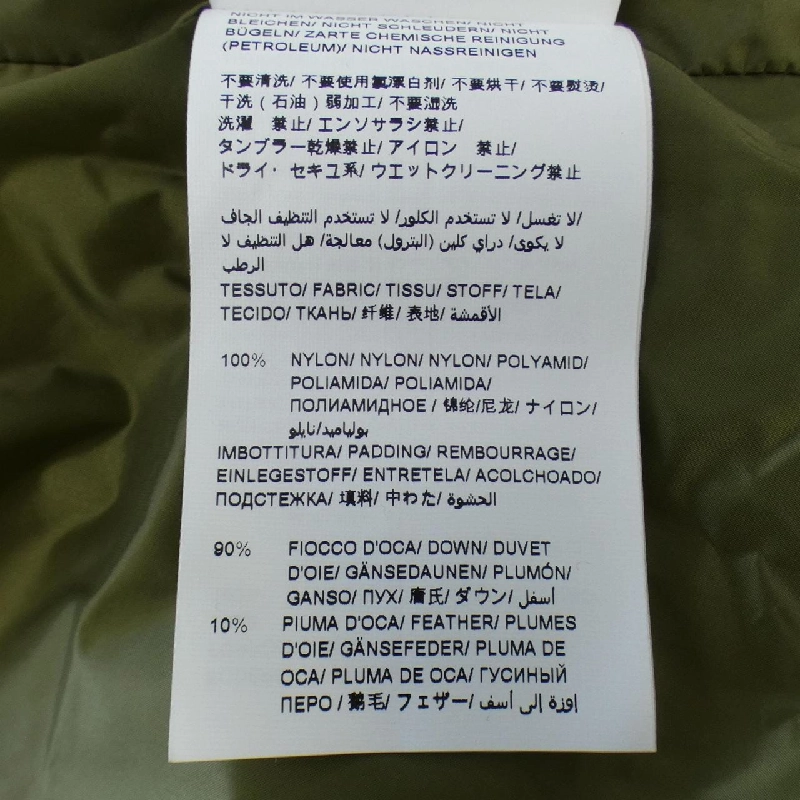 NICHT IM WASSER WASCHEN/ NICHT
BLEICHEN/ NICHT SCHLEUDERN/ NICHT
BÜGELN/ ZARTE CHEMISCHE REINIGUNG
(PETROLEUM)/ NICHT NASSREINIGEN
不要清洗/ 不要使用氯漂白剂/ 不要烘干/ 不要熨烫/
干洗（石油）弱加工/ 不要湿洗
洗濯 禁止/ エンソサラシ禁止/
タンブラー乾燥禁止/ アイロン 禁止/
ドライ・セキユ系/ ウエットクリーニング禁止
لا تغسل/ لا تستخدم الكلور/ لا تستخدم التنظيف الجاف/
لا يكوى/ دراي كلين (البترول) معالجة/ هل التنظيف لا
الرطب
TESSUTO/ FABRIC/ TISSU/ STOFF/ TELA/
TECIDO/ ТКАНЬ/ 纤维/ 表地/ الأقمشة
100% NYLON/ NYLON/ NYLON/ POLYAMID/
POLIAMIDA/ POLIAMIDA/
ПОЛИАМИДНОЕ / 锦纶/尼龙/ ナイロン/
بولياميد/نايلو
IMBOTTITURA/ PADDING/ REMBOURRAGE/
EINLEGESTOFF/ ENTRETELA/ ACOLCHOADO/
ПОДСТЕЖКА/ 填料/ 中わた/ الحشوة
90% FIOCCO D'OCA/ DOWN/ DUVET
D'OIE/ GÄNSEDAUNEN/ PLUMÓN/
GANSO/ ПУХ/ 膺氏/ ダウン/ أسفل
10% PIUMA D'OCA/ FEATHER/ PLUMES
D'OIE/ GÄNSEFEDER/ PLUMA DE
OCA/ PLUMA DE OCA/ ГУСИНЫЙ
ПЕРО / 鹅毛/ フェザー/ اوزة إلى أسف